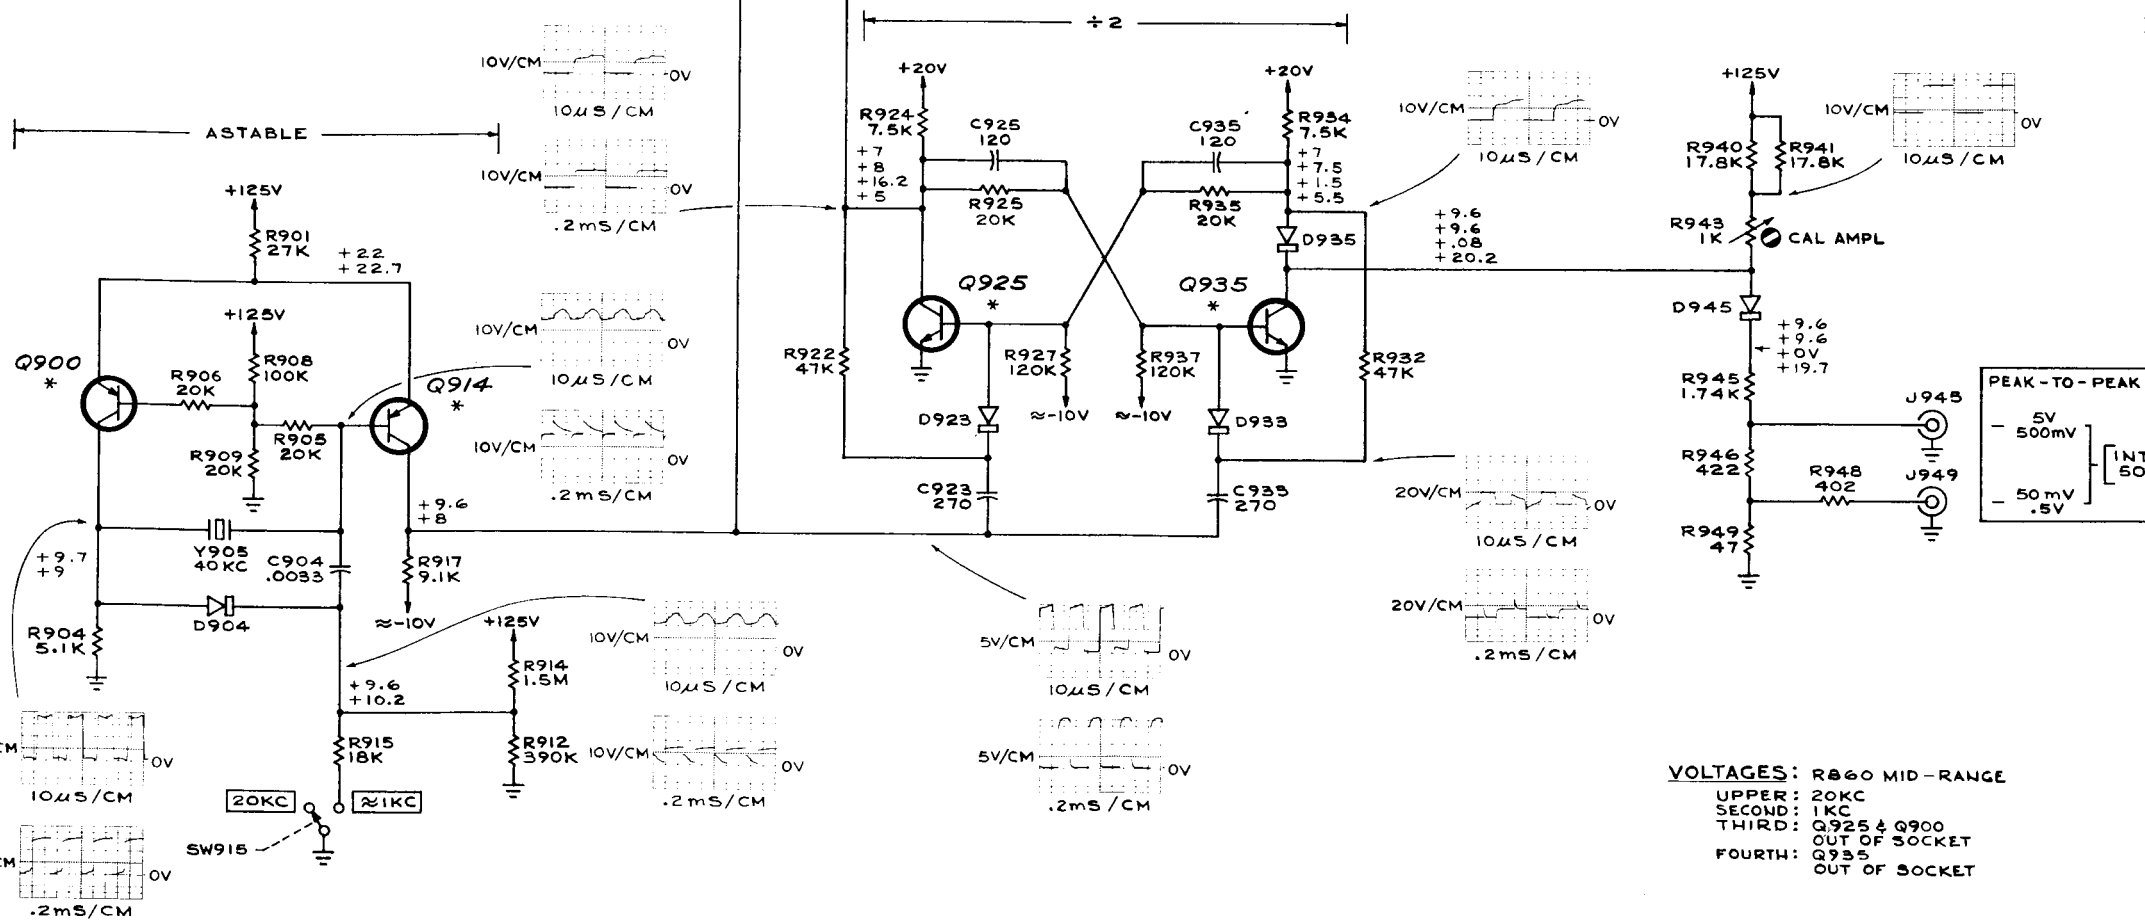 ÷2
ASTABLE
10V/CM
0V
10µS/CM
10V/CM
0V
.2mS/CM
+125V
R901
27K
+22
+22.7
+125V
R908
100K
Q900
*
R906
20K
R905
20K
R909
20K
Q914
*
10V/CM
0V
10µS/CM
10V/CM
0V
.2mS/CM
+9.6
+8
Y905
40KC
C904
.0033
R917
9.1K
≈-10V
+9.7
+9
D904
R904
5.1K
+9.6
+10.2
+125V
R914
1.5M
R912
390K
R915
18K
20KC
≈1KC
SW915
CM
0V
10µS/CM
CM
0V
.2mS/CM
10V/CM
0V
10µS/CM
10V/CM
0V
.2mS/CM
+20V
R924
7.5K
+7
+8
+16.2
+5
C925
120
R925
20K
Q925
*
R922
47K
R927
120K
≈-10V
D923
C923
270
+20V
R934
7.5K
+7
+7.5
+1.5
+5.5
C935
120
R935
20K
D935
Q935
*
R937
120K
≈-10V
D933
R932
47K
C933
270
5V/CM
0V
10µS/CM
5V/CM
0V
.2mS/CM
10V/CM
0V
10µS/CM
20V/CM
0V
10µS/CM
20V/CM
0V
.2mS/CM
+9.6
+9.6
+.08
+20.2
+125V
R940
17.8K
R941
17.8K
10V/CM
0V
10µS/CM
R943
1K
CAL AMPL
D945
+9.6
+9.6
+0V
+19.7
R945
1.74K
J945
R946
422
R948
402
J949
R949
47
PEAK-TO-PEAK
- 5V
500mV
[INT
50
- 50mV
.5V
VOLTAGES: R860 MID-RANGE
UPPER: 20KC
SECOND: 1KC
THIRD: Q925 & Q900
OUT OF SOCKET
FOURTH: Q935
OUT OF SOCKET